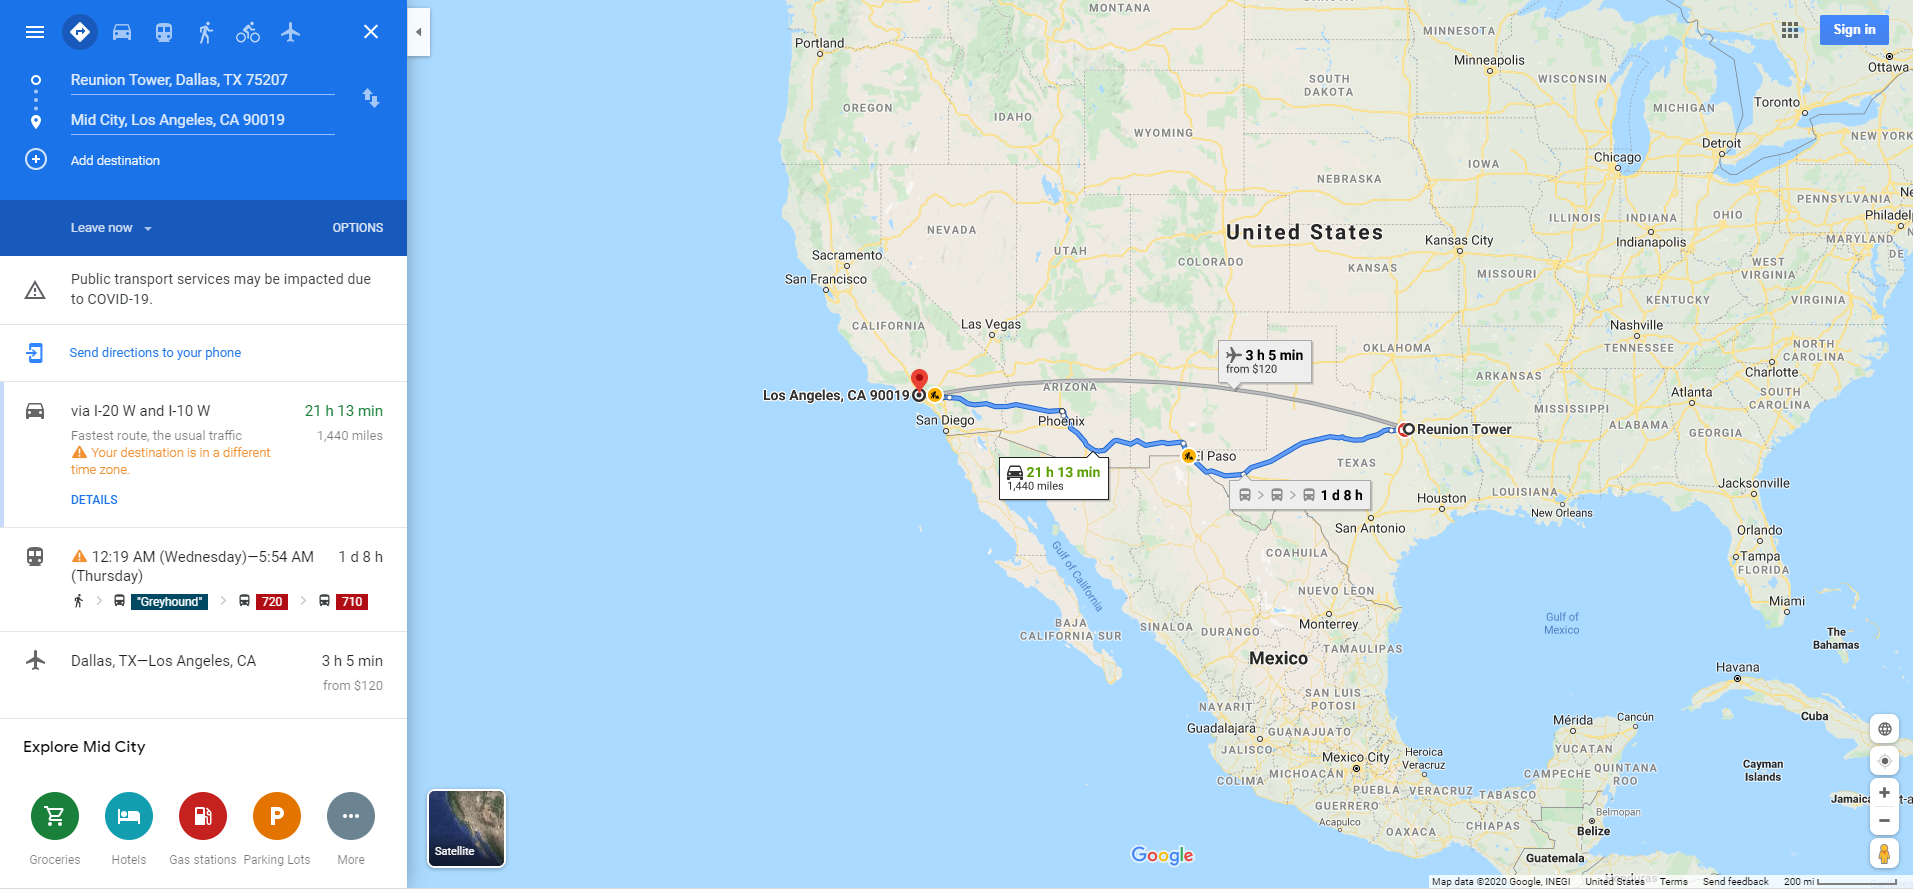 Reunion Tower, Dallas, TX 75207
Mid City, Los Angeles, CA 90019
Add destination
Leave now
OPTIONS
Public transport services may be impacted due
to COVID-19.
Send directions to your phone
via I-20 W and I-10 W
21 h 13 min
Fastest route, the usual traffic
1,440 miles
Your destination is in a different
time zone.
DETAILS
12:19 AM (Wednesday)—5:54 AM
1 d 8 h
(Thursday)
"Greyhound"
720
710
Dallas, TX—Los Angeles, CA
3 h 5 min
from $120
Explore Mid City
Groceries
Hotels
Gas stations
Parking Lots
More
Satellite
Sign in
MONTANA
Portland
MINNESOTA
Minneapolis
Ottawa
SOUTH
DAKOTA
WISCONSIN
OREGON
IDAHO
MICHIGAN
Toronto
WYOMING
NEW YORK
Detroit
Chicago
IOWA
NEBRASKA
PENNSYLVANIA
ILLINOIS
INDIANA
OHIO
Philadelp
NEVADA
United States
Kansas City
Indianapolis
MARYLAND
DE
UTAH
Sacramento
COLORADO
KANSAS
MISSOURI
WEST
VIRGINIA
San Francisco
KENTUCKY
VIRGINIA
CALIFORNIA
Las Vegas
Nashville
TENNESSEE
NORTH
CAROLINA
OKLAHOMA
3 h 5 min
from $120
ARKANSAS
Charlotte
ARIZONA
Los Angeles, CA 90019
Atlanta
SOUTH
CAROLINA
MISSISSIPPI
San Diego
Phoenix
Reunion Tower
ALABAMA
GEORGIA
El Paso
TEXAS
21 h 13 min
1,440 miles
1 d 8 h
Houston
LOUISIANA
Jacksonville
New Orleans
San Antonio
Orlando
Gulf of California
COAHUILA
Tampa
FLORIDA
NUEVO LEON
Miami
BAJA
CALIFORNIA SUR
SINALOA
DURANGO
Monterrey
Gulf of
Mexico
The
Bahamas
TAMAULIPAS
Mexico
Havana
SAN LUIS
POTOSI
NAYARIT
Guadalajara
GUANAJUATO
Mérida
Cancún
Cuba
JALISCO
Mexico City
Heroica
Veracruz
YUCATAN
COLIMA
MICHOACAN
CAMPECHE
QUINTANA
ROO
Cayman
Islands
PUEBLA
VERACRUZ
TABASCO
GUERRERO
Jamaica
Acapulco
OAXACA
CHIAPAS
Belmopan
Belize
Google
Guatemala
Honduras
Map data ©2020 Google, INEGI
United States
Terms
Send feedback
200 mi